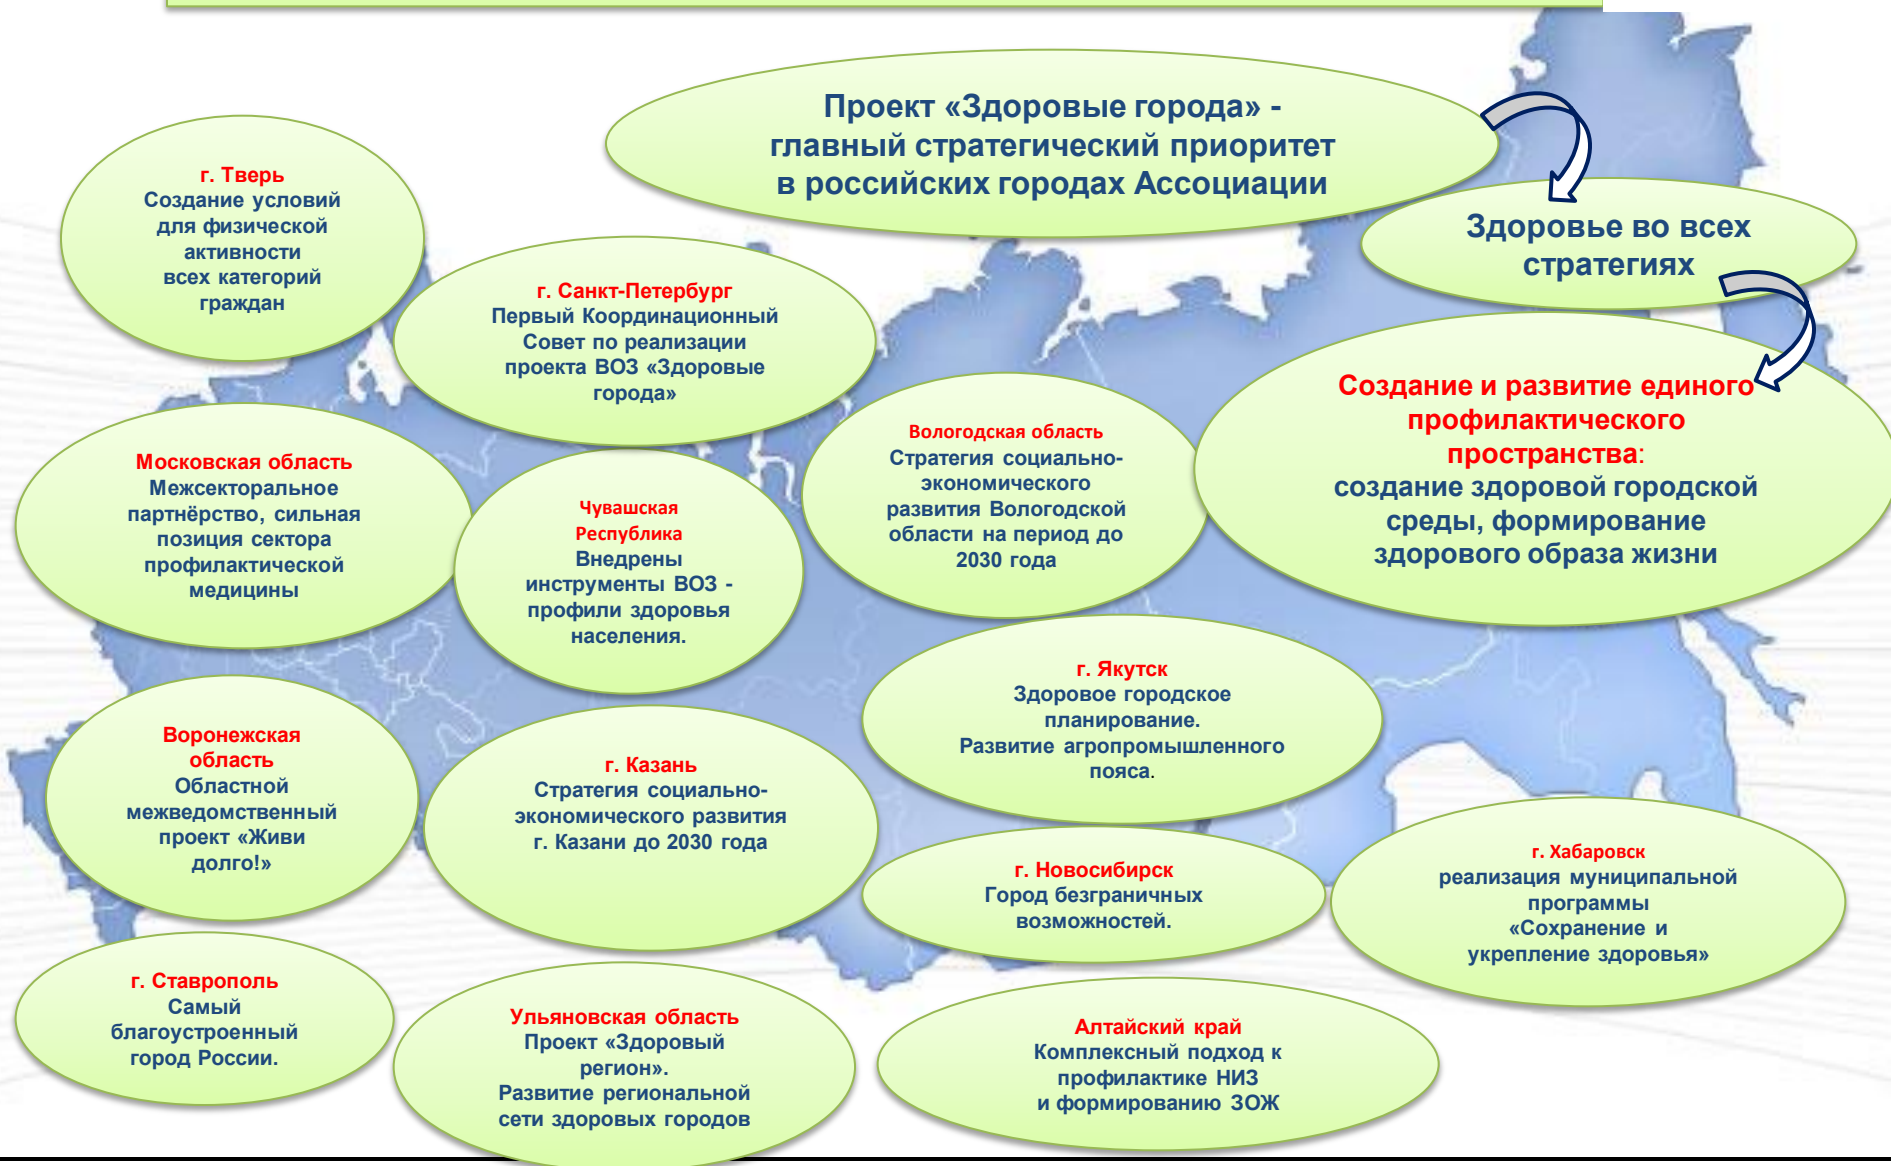 Проект «Здоровые города» -
главный стратегический приоритет
в российских городах Ассоциации
Здоровье во всех
стратегиях
Создание и развитие единого
профилактического
пространства:
создание здоровой городской
среды, формирование
здорового образа жизни
г. Тверь
Создание условий
для физической
активности
всех категорий
граждан
г. Санкт-Петербург
Первый Координационный
Совет по реализации
проекта ВОЗ «Здоровые
города»
Московская область
Межсекторальное
партнёрство, сильная
позиция сектора
профилактической
медицины
Чувашская
Республика
Внедрены
инструменты ВОЗ -
профили здоровья
населения.
Вологодская область
Стратегия социально-
экономического
развития Вологодской
области на период до
2030 года
г. Якутск
Здоровое городское
планирование.
Развитие агропромышленного
пояса.
Воронежская
область
Областной
межведомственный
проект «Живи
долго!»
г. Казань
Стратегия социально-
экономического развития
г. Казани до 2030 года
г. Новосибирск
Город безграничных
возможностей.
г. Хабаровск
реализация муниципальной
программы
«Сохранение и
укрепление здоровья»
г. Ставрополь
Самый
благоустроенный
город России.
Ульяновская область
Проект «Здоровый
регион».
Развитие региональной
сети здоровых городов
Алтайский край
Комплексный подход к
профилактике НИЗ
и формированию ЗОЖ